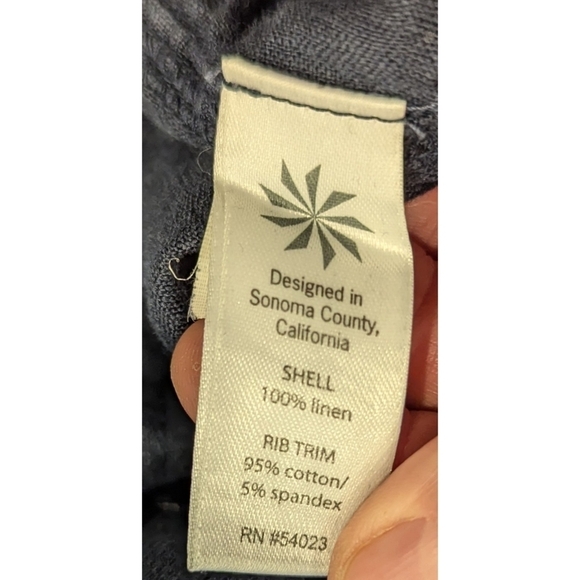 Designed in
Sonoma County,
California
SHELL
100% linen
RIB TRIM
95% cotton/
5% spandex
RN #54023